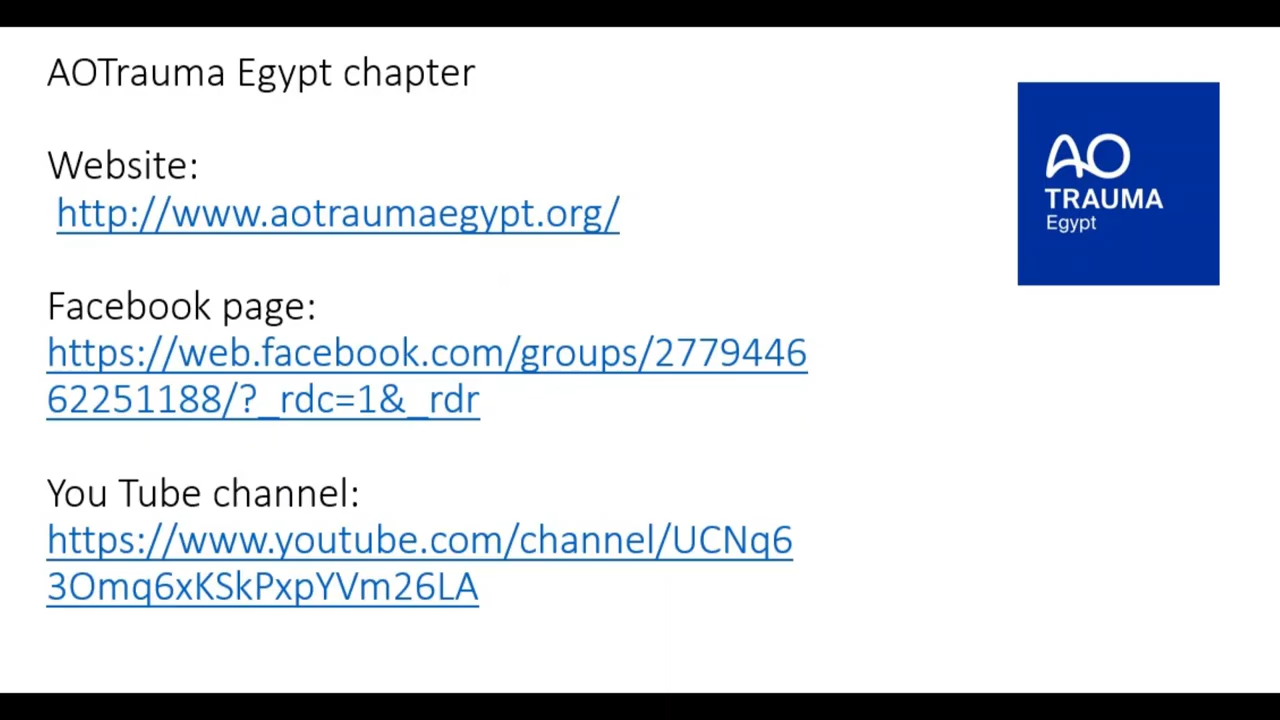 AOTrauma Egypt chapter
Website:
http://www.aotraumaegypt.org/
Facebook page:
https://web.facebook.com/groups/2779446
62251188/?_rdc=1&_rdr
You Tube channel:
https://www.youtube.com/channel/UCNq6
3Omq6xKSkPxpYVm26LA
AO
TRAUMA
Egypt